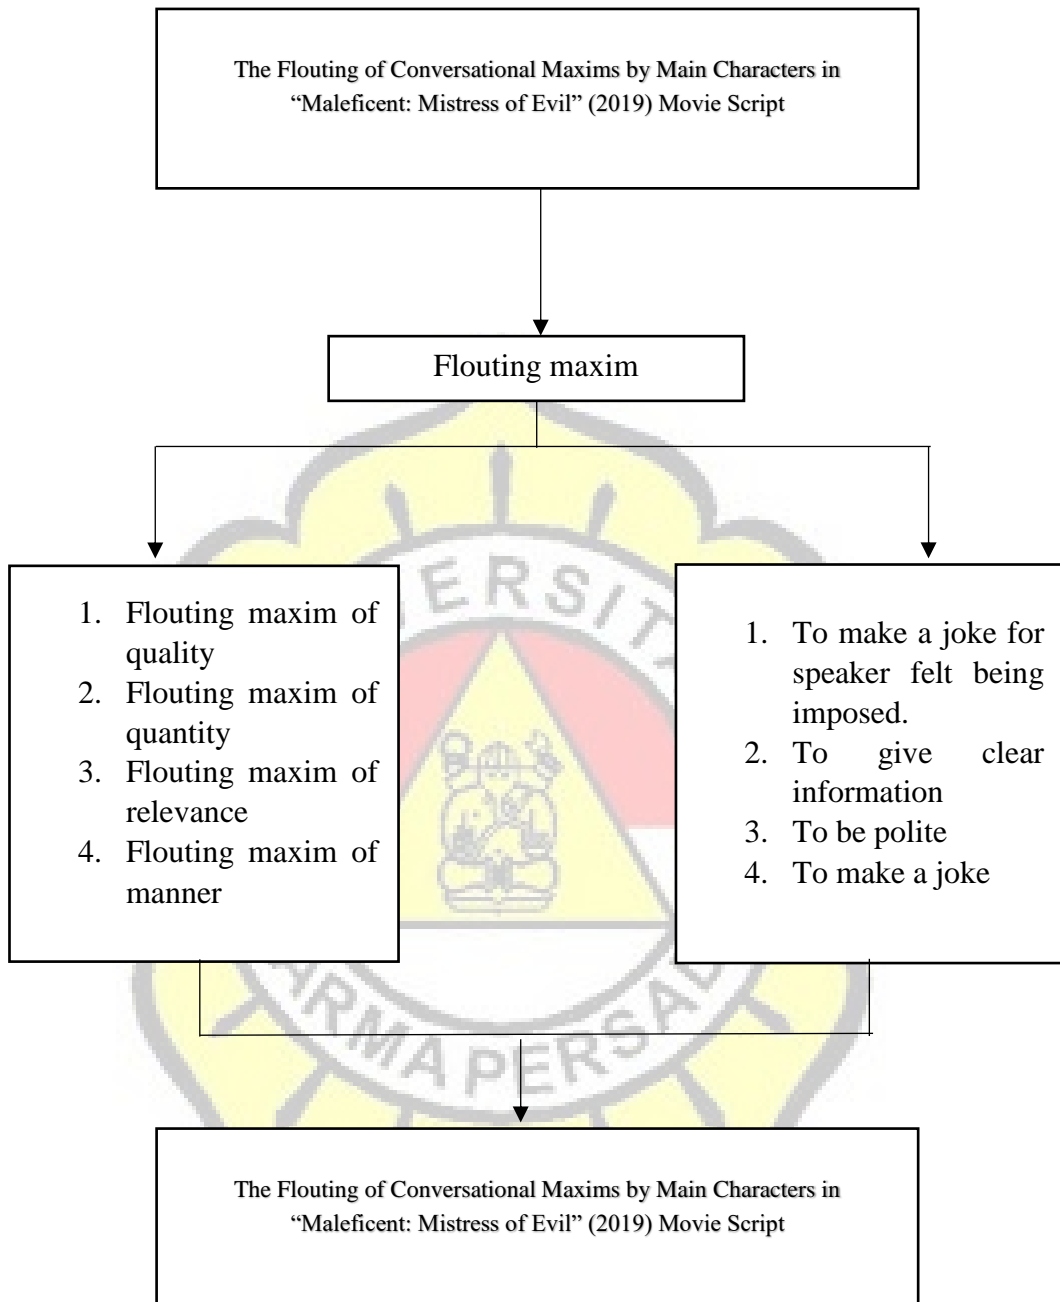 The Flouting of Conversational Maxims by Main Characters in
“Maleficent: Mistress of Evil” (2019) Movie Script
Flouting maxim
1. Flouting maxim of
quality
2. Flouting maxim of
quantity
3. Flouting maxim of
relevance
4. Flouting maxim of
manner
1. To make a joke for
speaker felt being
imposed.
2. To give clear
information
3. To be polite
4. To make a joke
ERSITA
ARMA PERSAD
The Flouting of Conversational Maxims by Main Characters in
“Maleficent: Mistress of Evil” (2019) Movie Script